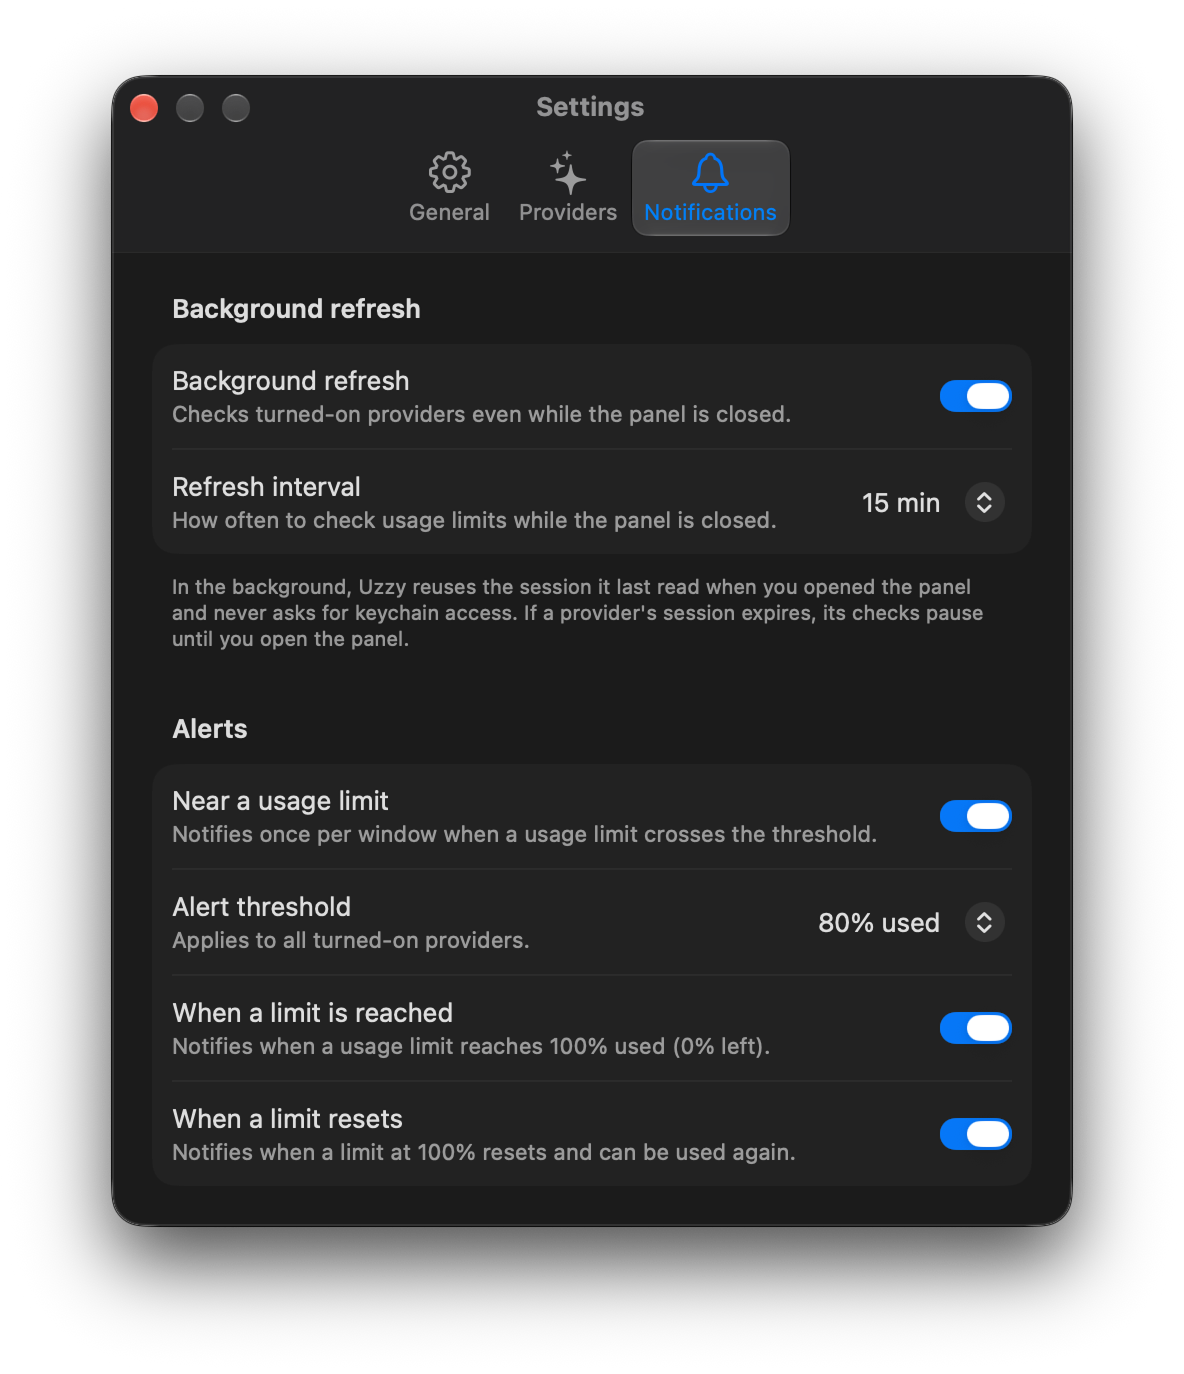 Settings
General
Providers
Notifications
Background refresh
Background refresh
Checks turned-on providers even while the panel is closed.
Refresh interval
15 min
How often to check usage limits while the panel is closed.
In the background, Uzzy reuses the session it last read when you opened the panel
and never asks for keychain access. If a provider's session expires, its checks pause
until you open the panel.
Alerts
Near a usage limit
Notifies once per window when a usage limit crosses the threshold.
Alert threshold
80% used
Applies to all turned-on providers.
When a limit is reached
Notifies when a usage limit reaches 100% used (0% left).
When a limit resets
Notifies when a limit at 100% resets and can be used again.